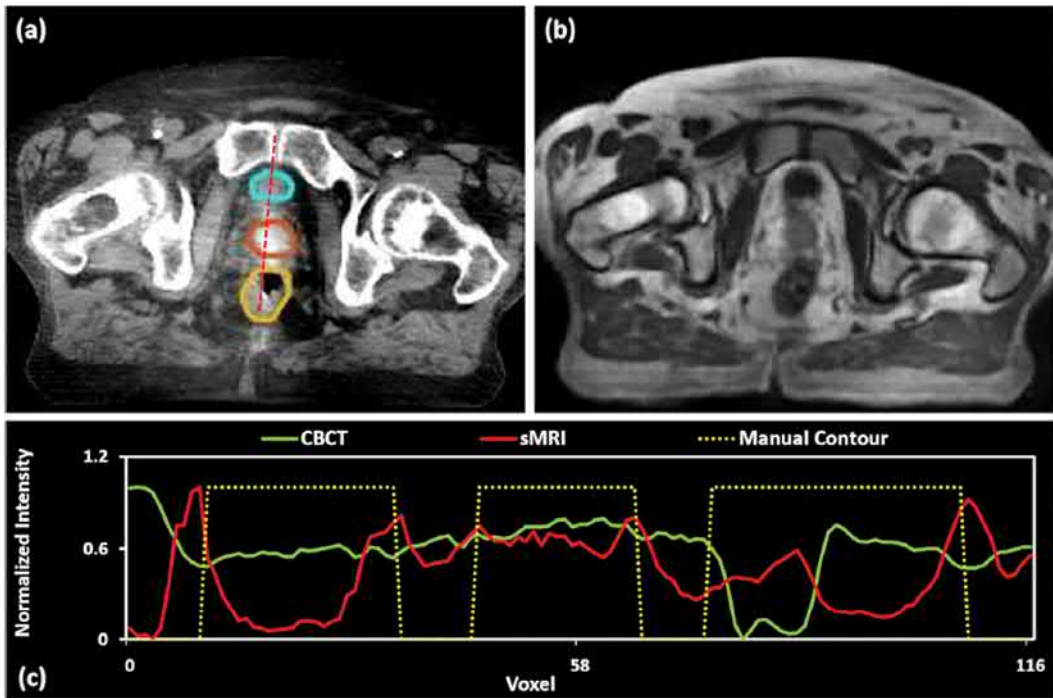 (a)
(b)
CBCT sMRI Manual Contour
1.2
0.6
0
Normalized Intensity
0 58 116
Voxel
(c)